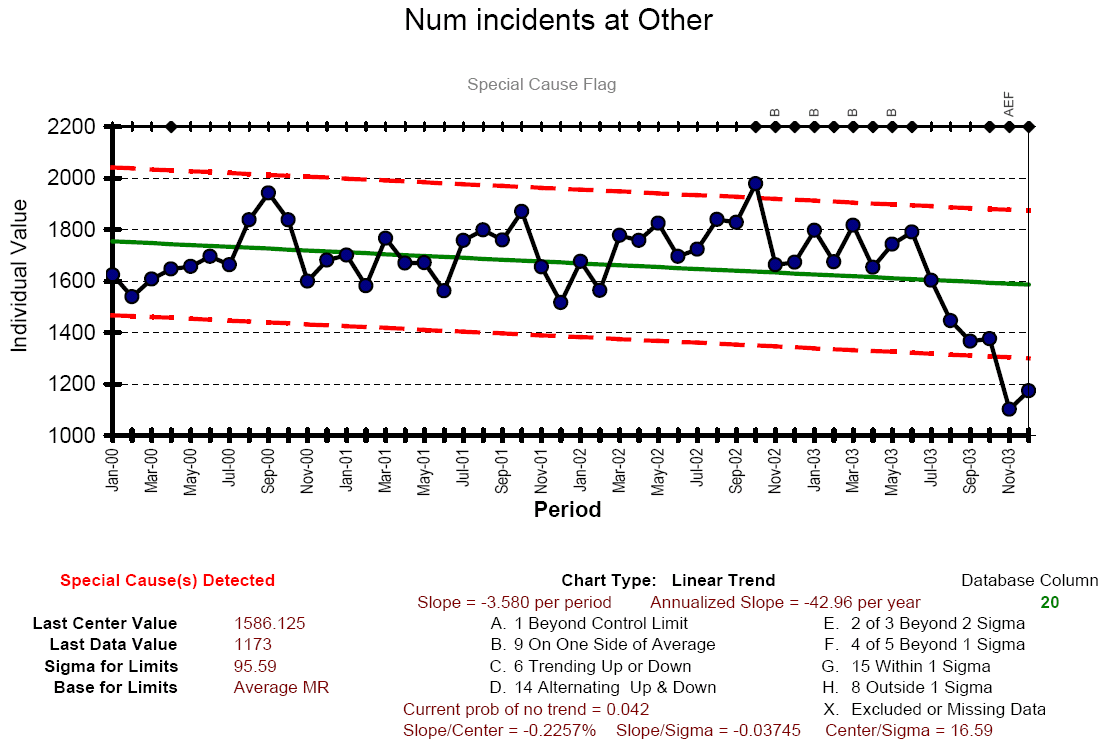 Num incidents at Other
Special Cause Flag
B B B B AEF
2200
2000
1800
1600
1400
1200
1000
Individual Value
Jan-00 Mar-00 May-00 Jul-00 Sep-00 Nov-00 Jan-01 Mar-01 May-01 Jul-01 Sep-01 Nov-01 Jan-02 Mar-02 May-02 Jul-02 Sep-02 Nov-02 Jan-03 Mar-03 May-03 Jul-03 Sep-03 Nov-03
Period
Special Cause(s) Detected Chart Type: Linear Trend Database Column
Slope = -3.580 per period Annualized Slope = -42.96 per year 20
Last Center Value 1586.125 A. 1 Beyond Control Limit E. 2 of 3 Beyond 2 Sigma
Last Data Value 1173 B. 9 On One Side of Average F. 4 of 5 Beyond 1 Sigma
Sigma for Limits 95.59 C. 6 Trending Up or Down G. 15 Within 1 Sigma
Base for Limits Average MR D. 14 Alternating Up & Down H. 8 Outside 1 Sigma
Current prob of no trend = 0.042 X. Excluded or Missing Data
Slope/Center = -0.2257% Slope/Sigma = -0.03745 Center/Sigma = 16.59